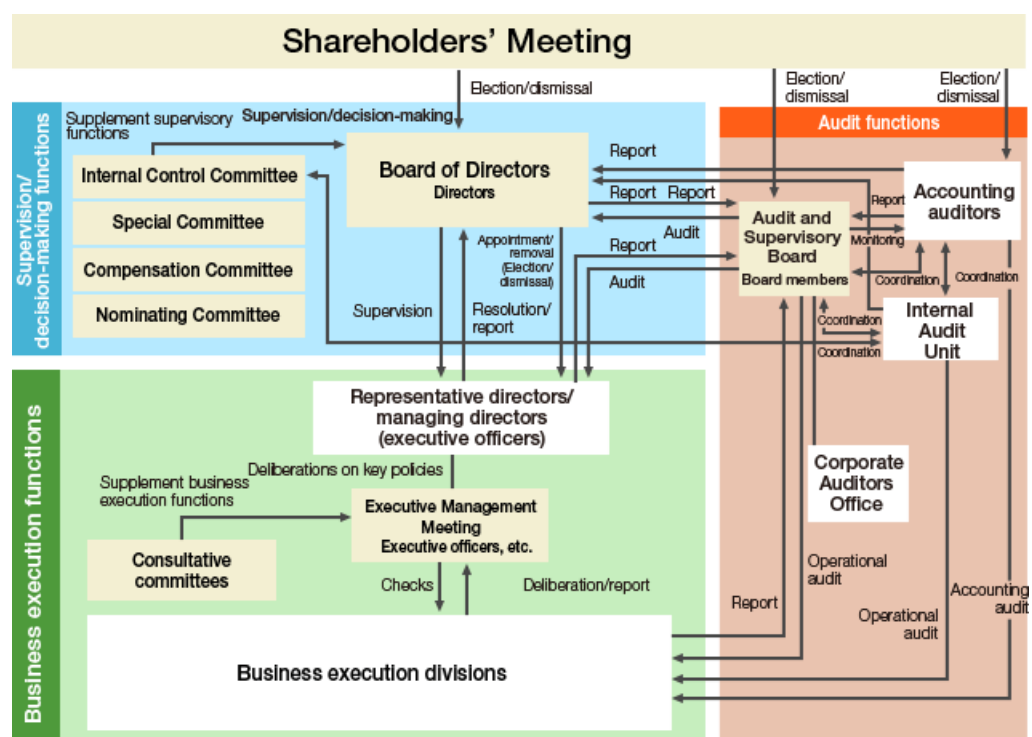 Shareholders' Meeting
Election/dismissal
Election/
dismissal
Election/
dismissal
Supervision/
decision-making functions
Supplement supervisory
functions
Supervision/decision-making
Internal Control Committee
Special Committee
Compensation Committee
Nominating Committee
Board of Directors
Directors
Report
Report
Report
Audit
Report
Audit
Appointment/
removal
(Election/
dismissal)
Supervision
Resolution/
report
Audit functions
Accounting
auditors
Audit and
Supervisory
Board
Board members
Report
Monitoring
Coordination
Coordination
Coordination
Coordination
Internal
Audit
Unit
Corporate
Auditors
Office
Business execution functions
Representative directors/
managing directors
(executive officers)
Deliberations on key policies
Supplement business
execution functions
Executive Management
Meeting
Executive officers, etc.
Consultative
committees
Checks
Deliberation/report
Business execution divisions
Report
Operational
audit
Operational
audit
Accounting
audit